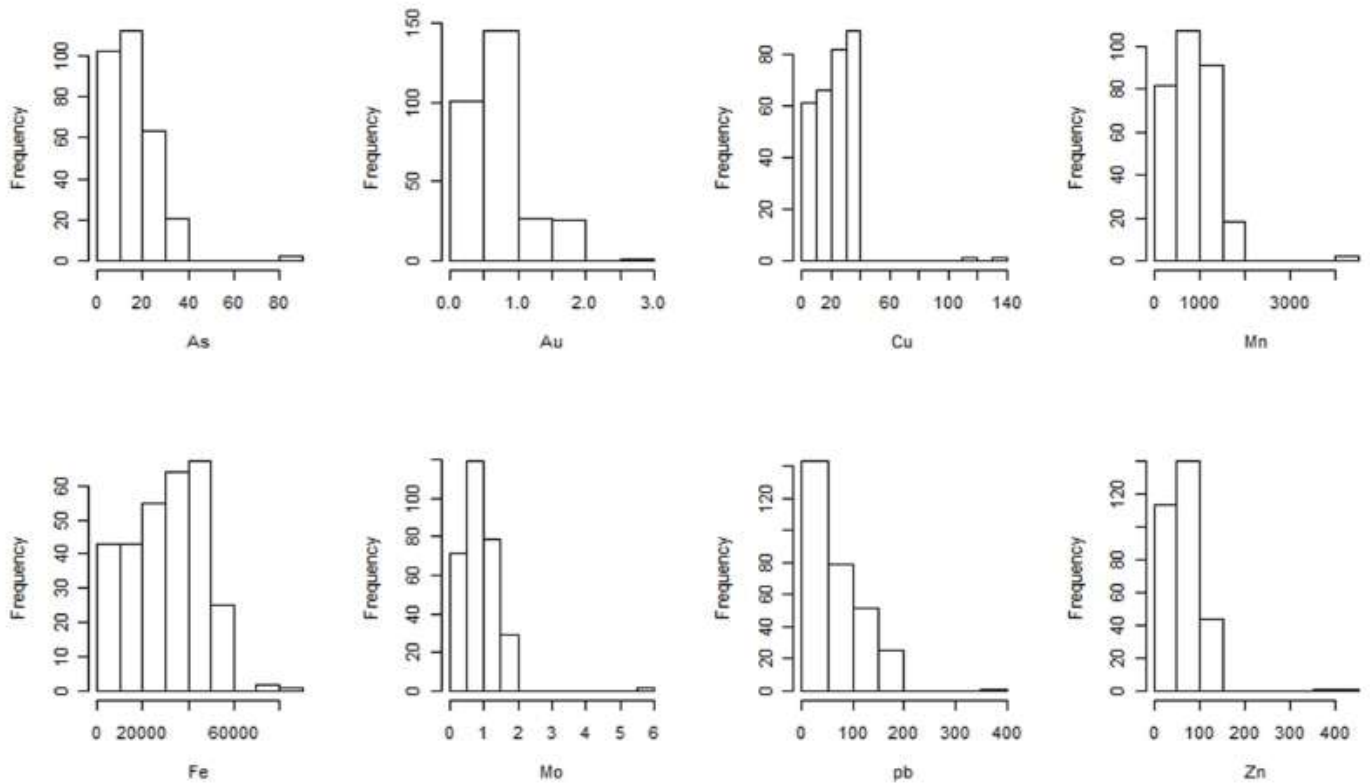 Frequency
0 20 40 60 80 100
0 20 40 60 80
As
Frequency
0 50 100 150
0.0 1.0 2.0 3.0
Au
Frequency
0 20 40 60 80
0 20 60 100 140
Cu
Frequency
0 20 40 60 80 100
0 1000 3000
Mn
Frequency
0 10 20 30 40 50 60
0 20000 60000
Fe
Frequency
0 20 40 60 80 100
0 1 2 3 4 5 6
Mo
Frequency
0 20 40 80 120
0 100 200 300 400
pb
Frequency
0 20 40 60 80 120
0 100 200 300 400
Zn